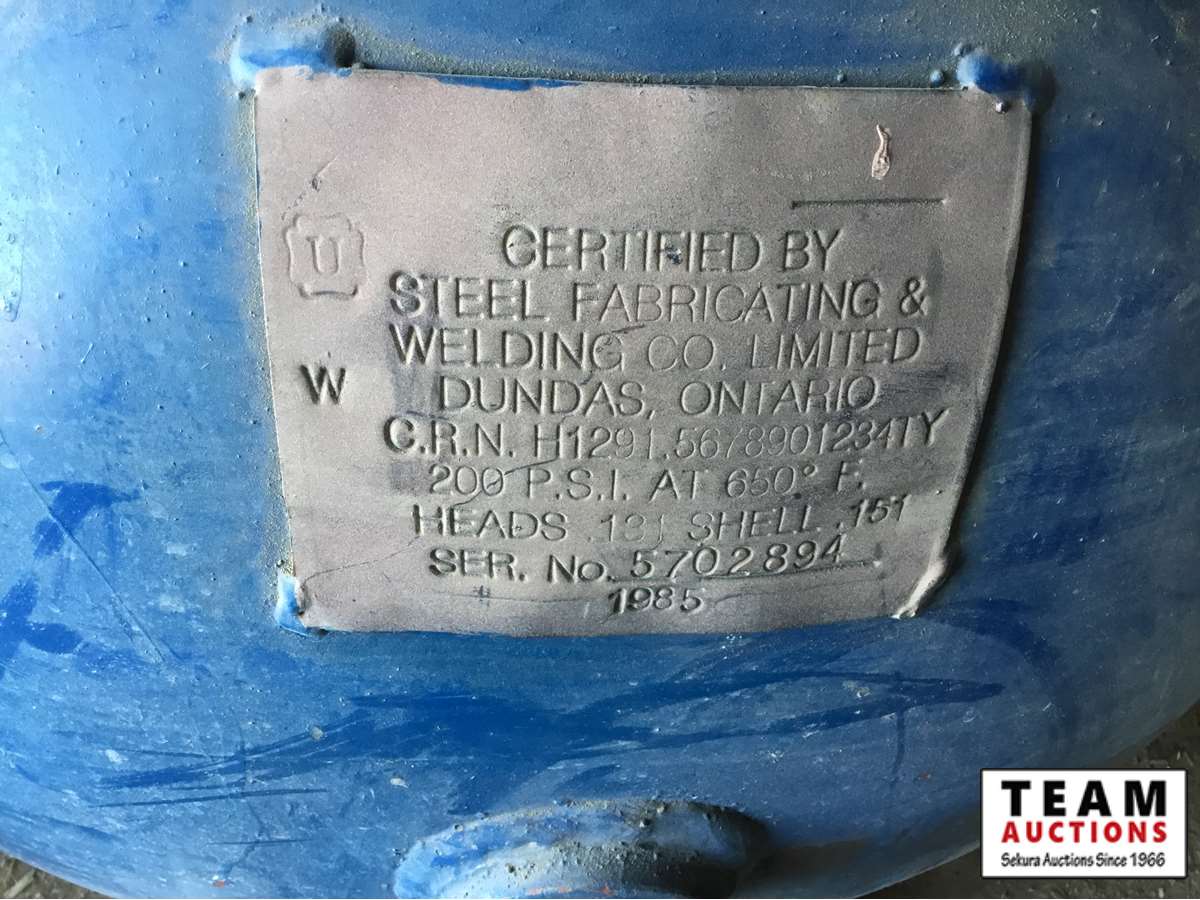 U
CERTIFIED BY
STEEL FABRICATING &
WELDING CO. LIMITED
W
DUNDAS, ONTARIO
C.R.N. H1291.5678901234TY
200 P.S.I. AT 650° F.
HEADS SHELL .151
SER. No. 5702894
1985
TEAM
AUCTIONS
Sekura Auctions Since 1966